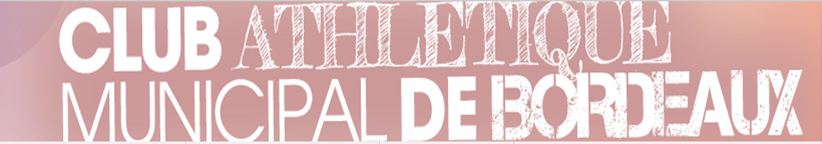 CLUB ATHLETIQUE
MUNICIPAL DE BORDEAUX